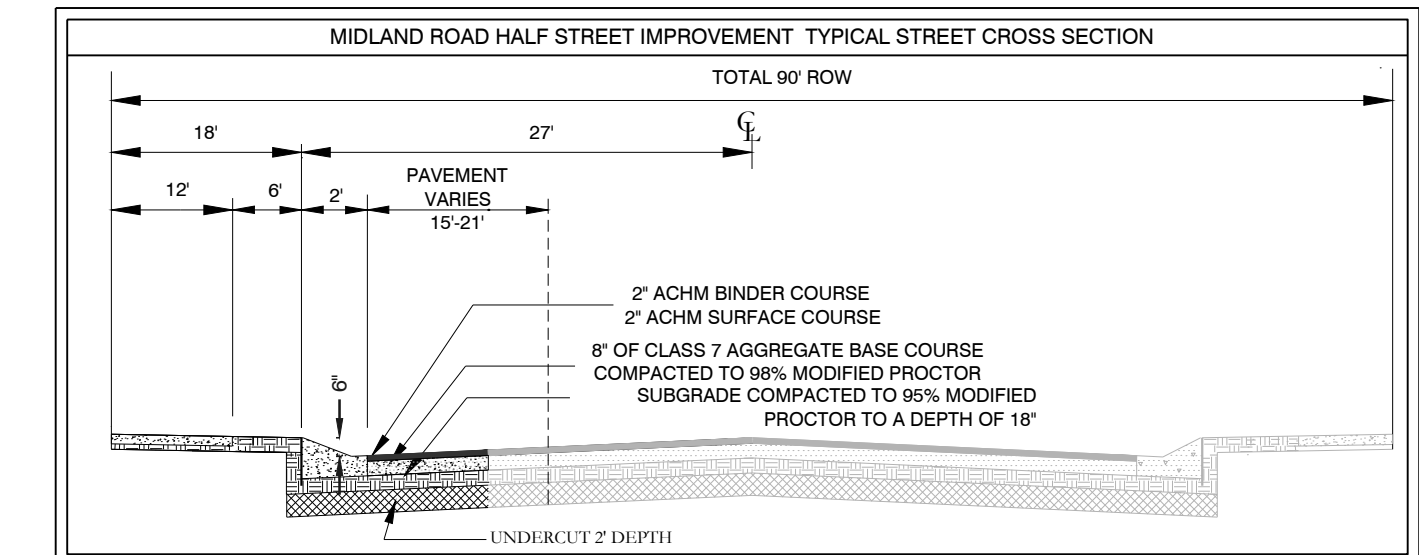 MIDLAND ROAD HALF STREET IMPROVEMENT TYPICAL STREET CROSS SECTION
TOTAL 90' ROW
18'
27'
CL
12'
6'
2'
PAVEMENT
VARIES
15'-21'
2" ACHM BINDER COURSE
2" ACHM SURFACE COURSE
8" OF CLASS 7 AGGREGATE BASE COURSE
COMPACTED TO 98% MODIFIED PROCTOR
SUBGRADE COMPACTED TO 95% MODIFIED
PROCTOR TO A DEPTH OF 18"
6"
UNDERCUT 2' DEPTH